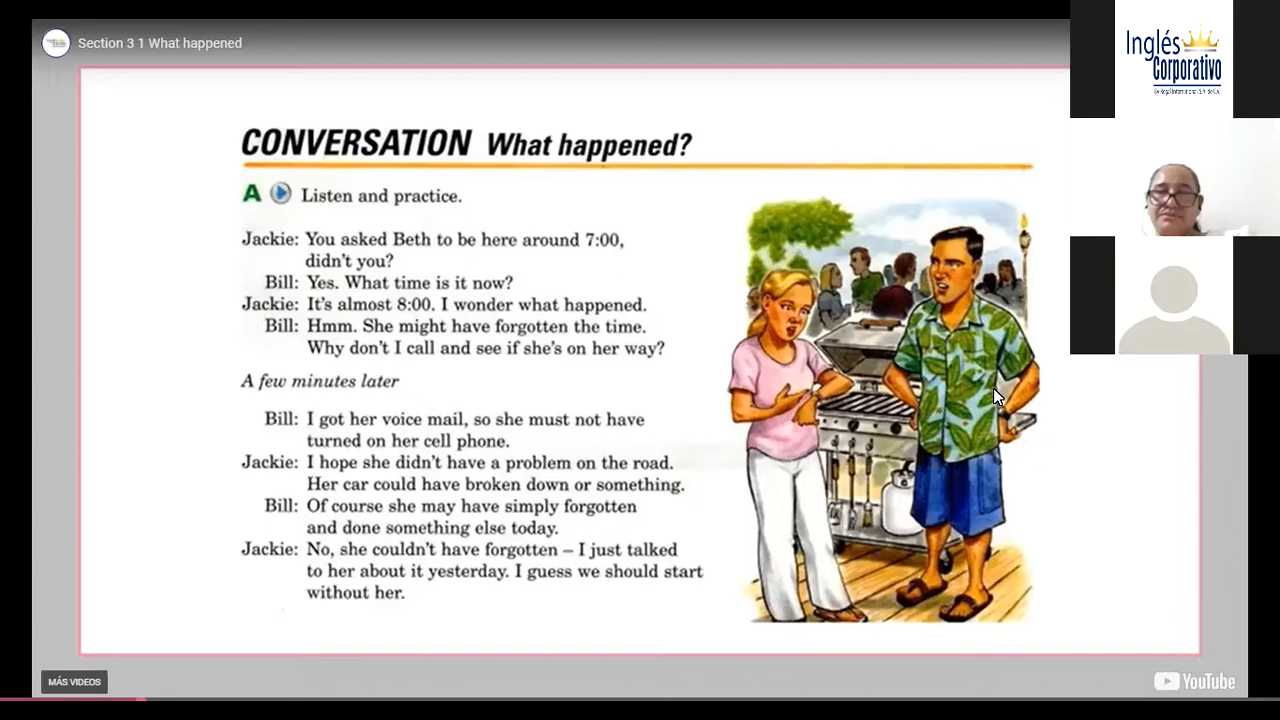 Section 3 1 What happened
Inglés
Corporativo
CONVERSATION What happened?
A Listen and practice.
Jackie: You asked Beth to be here around 7:00,
didn't you?
Bill: Yes. What time is it now?
Jackie: It's almost 8:00. I wonder what happened.
Bill: Hmm. She might have forgotten the time.
Why don't I call and see if she's on her way?
A few minutes later
Bill: I got her voice mail, so she must not have
turned on her cell phone.
Jackie: I hope she didn't have a problem on the road.
Her car could have broken down or something.
Bill: Of course she may have simply forgotten
and done something else today.
Jackie: No, she couldn't have forgotten – I just talked
to her about it yesterday. I guess we should start
without her.
MÁS VIDEOS
YouTube